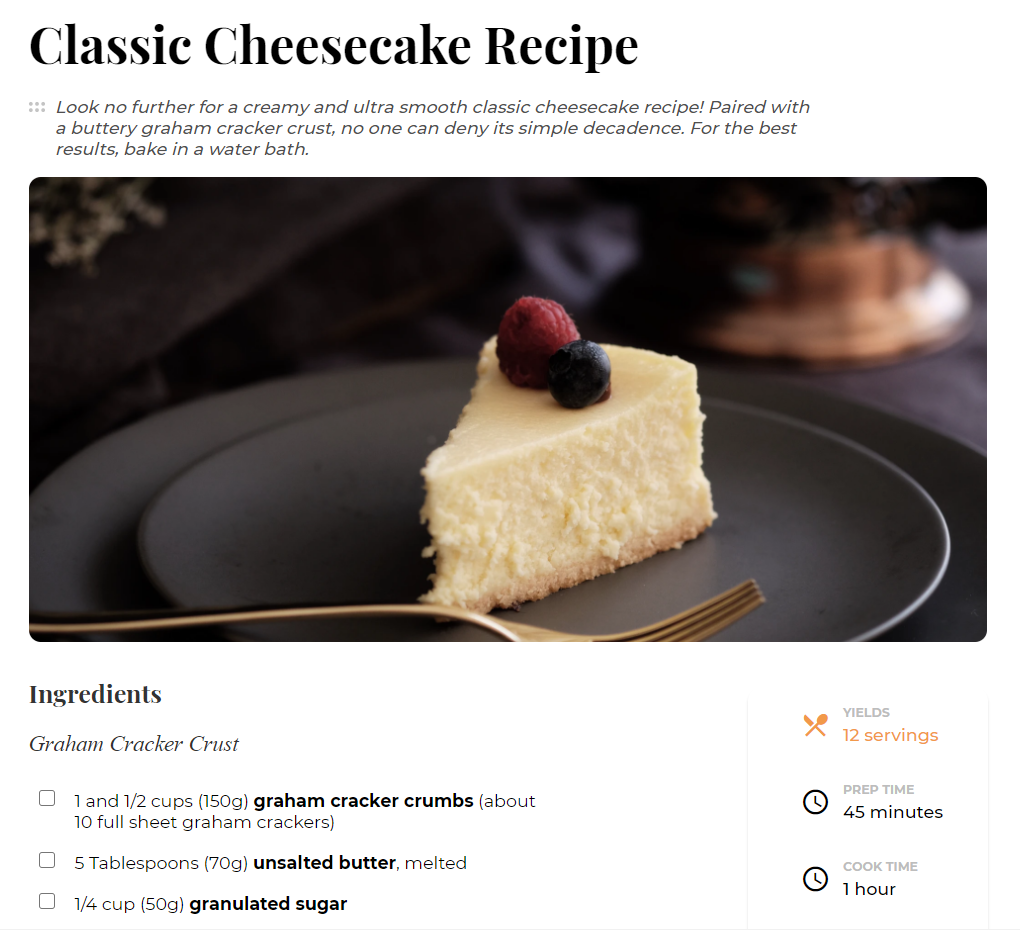 Classic Cheesecake Recipe
Look no further for a creamy and ultra smooth classic cheesecake recipe! Paired with
a buttery graham cracker crust, no one can deny its simple decadence. For the best
results, bake in a water bath.
Ingredients
Graham Cracker Crust
1 and 1/2 cups (150g) graham cracker crumbs (about
10 full sheet graham crackers)
5 Tablespoons (70g) unsalted butter, melted
1/4 cup (50g) granulated sugar
YIELDS
12 servings
PREP TIME
45 minutes
COOK TIME
1 hour